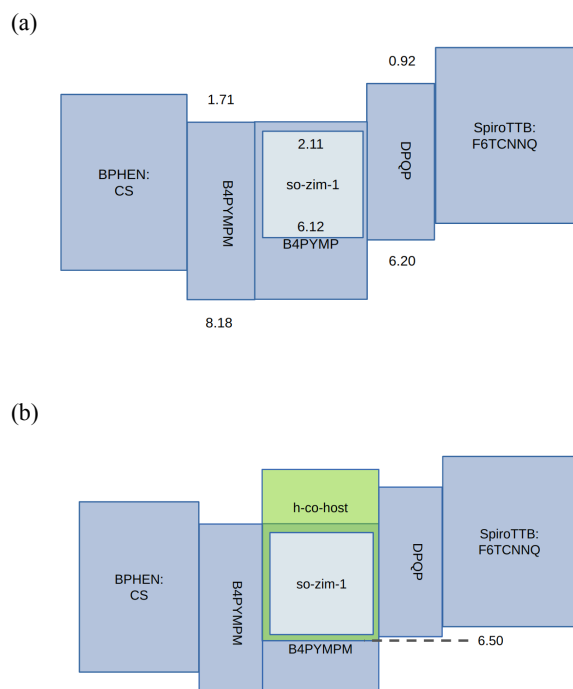 (a)
0.92
1.71
SpiroTTB:
F6TCNNQ
2.11
DPQP
BPHEN:
CS
B4PYMPM
so-zim-1
6.12
B4PYMP
6.20
8.18
(b)
h-co-host
SpiroTTB:
F6TCNNQ
DPQP
BPHEN:
CS
B4PYMPM
so-zim-1
6.50
B4PYMPM